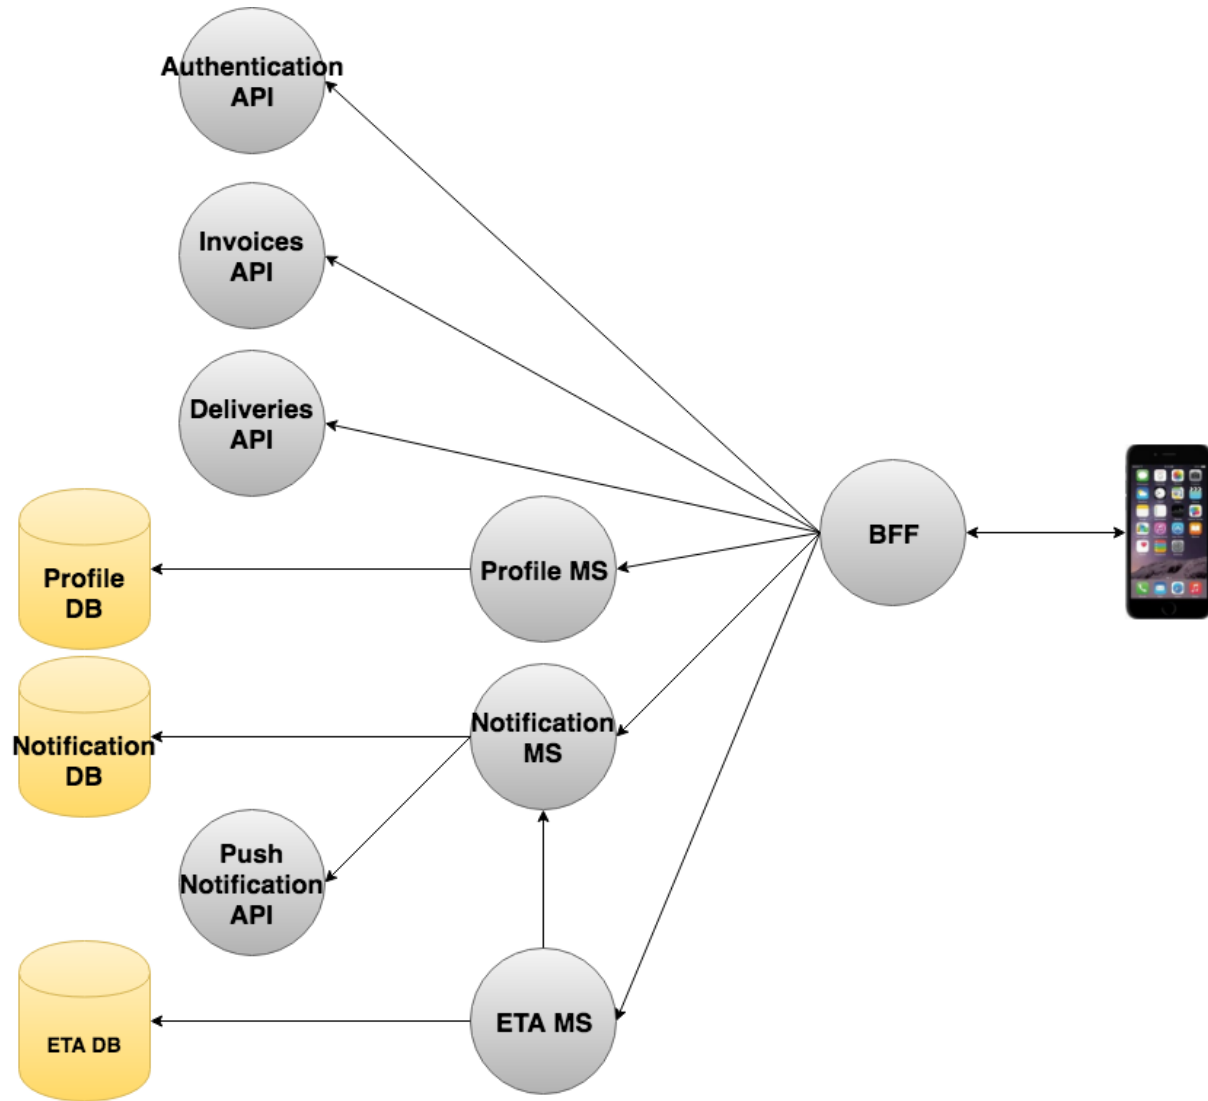 Authentication
API
Invoices
API
Deliveries
API
Profile
DB
Profile MS
BFF
Notification
DB
Notification
MS
Push
Notification
API
ETA DB
ETA MS